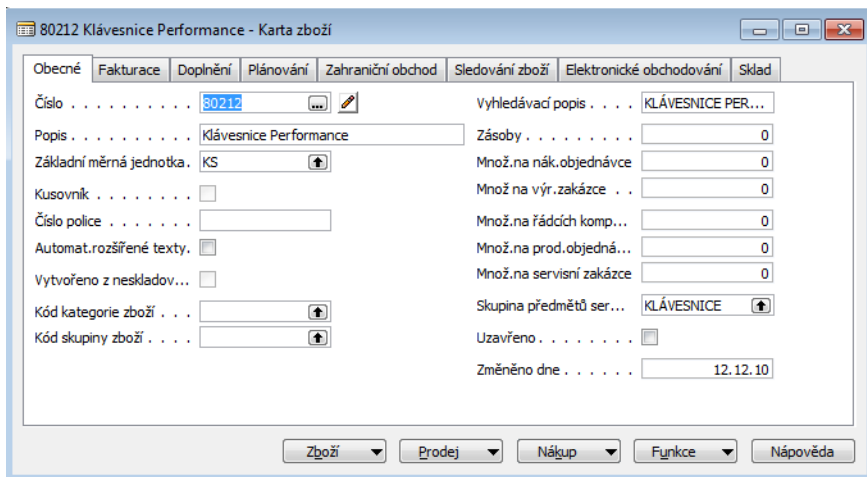 80212 Klávesnice Performance - Karta zboží
Obecné Fakturace Doplnění Plánování Zahraniční obchod Sledování zboží Elektronické obchodování Sklad
Číslo . . . . . . . . . . 80212 ...
Popis . . . . . . . . . . Klávesnice Performance
Základní měrná jednotka. KS
Kusovník . . . . . . . .
Číslo police . . . . . . .
Automat.rozšířené texty.
Vytvořeno z neskladov...
Kód kategorie zboží . . .
Kód skupiny zboží . . . .
Vyhledávací popis . . . . KLÁVESNICE PER...
Zásoby . . . . . . . . . 0
Množ.na nák.objednávce 0
Množ na výr.zakázce . . 0
Množ.na řádcích komp... 0
Množ.na prod.objedná... 0
Množ.na servisní zakázce 0
Skupina předmětů ser... KLÁVESNICE
Uzavřeno . . . . . . . .
Změněno dne . . . . . . 12.12.10
Zboží Prodej Nákup Funkce Nápověda